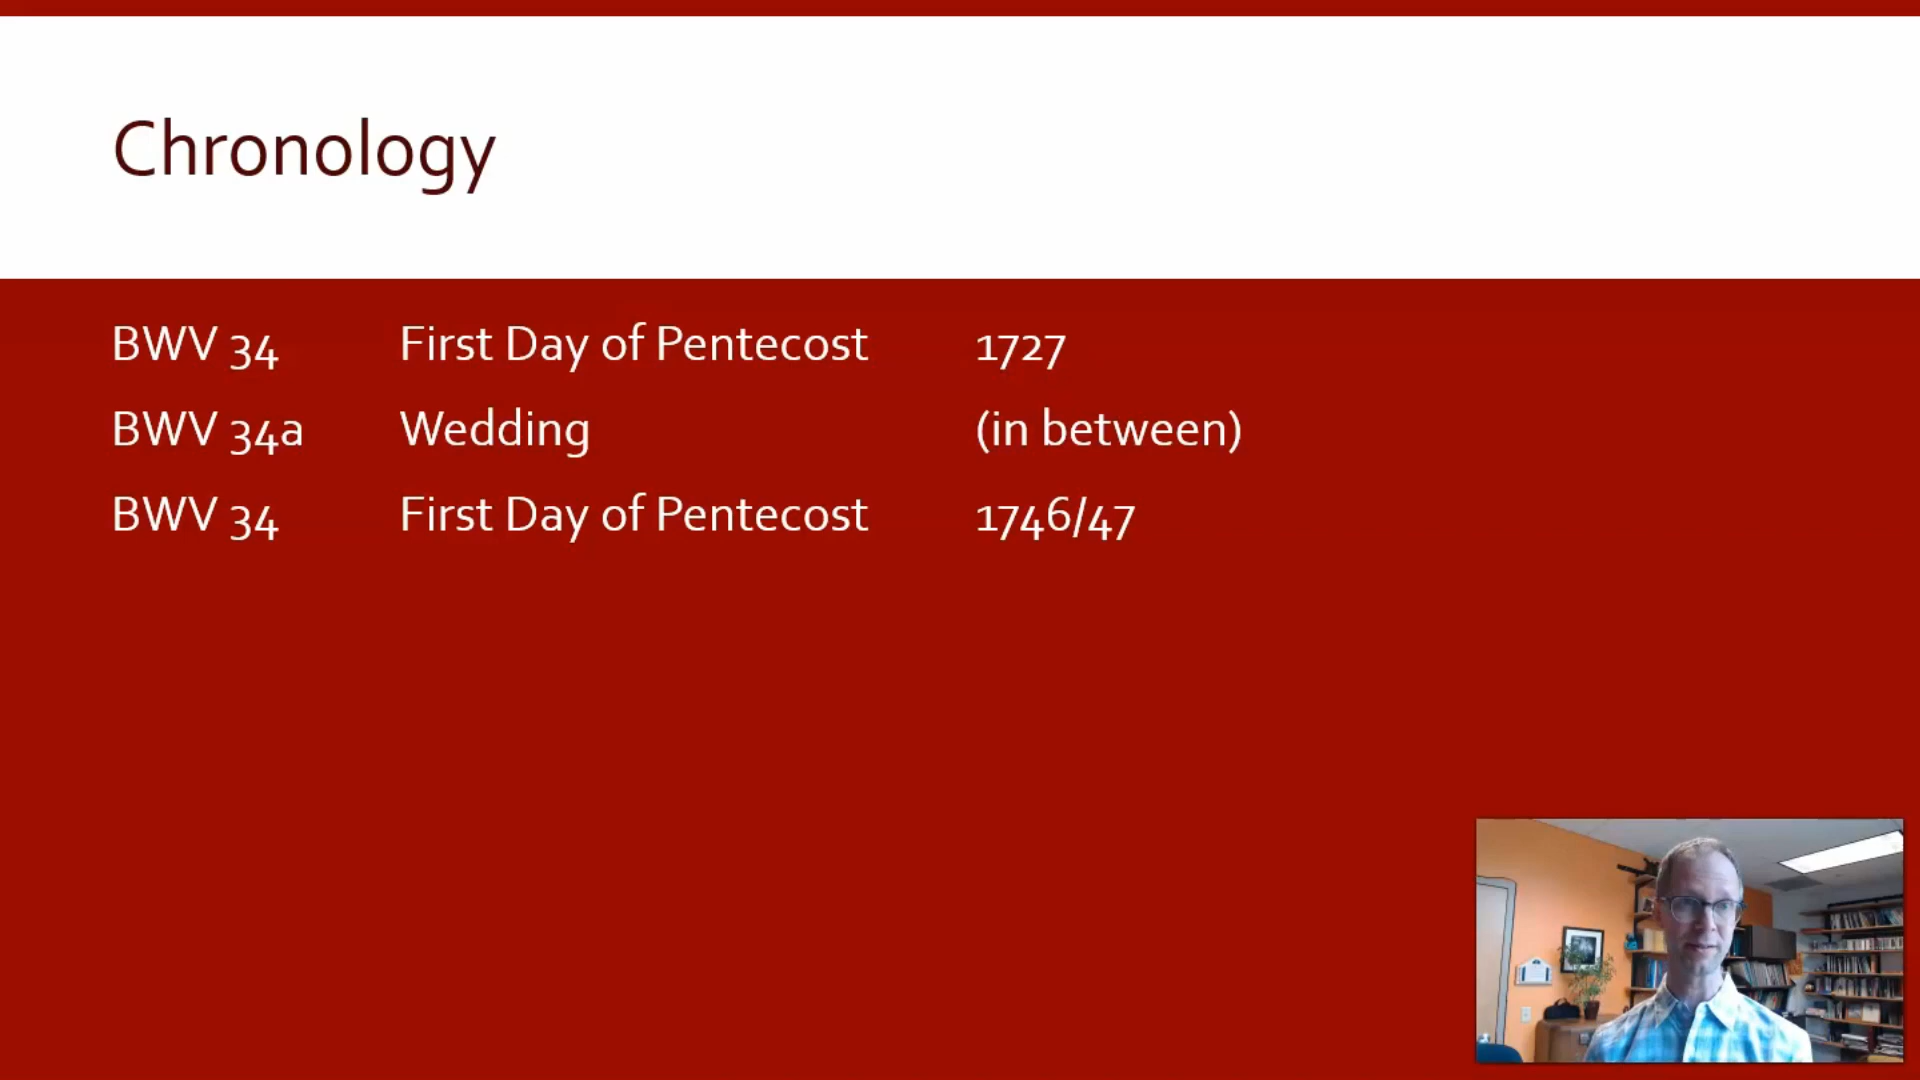 Chronology
BWV 34 First Day of Pentecost 1727
BWV 34a Wedding (in between)
BWV 34 First Day of Pentecost 1746/47